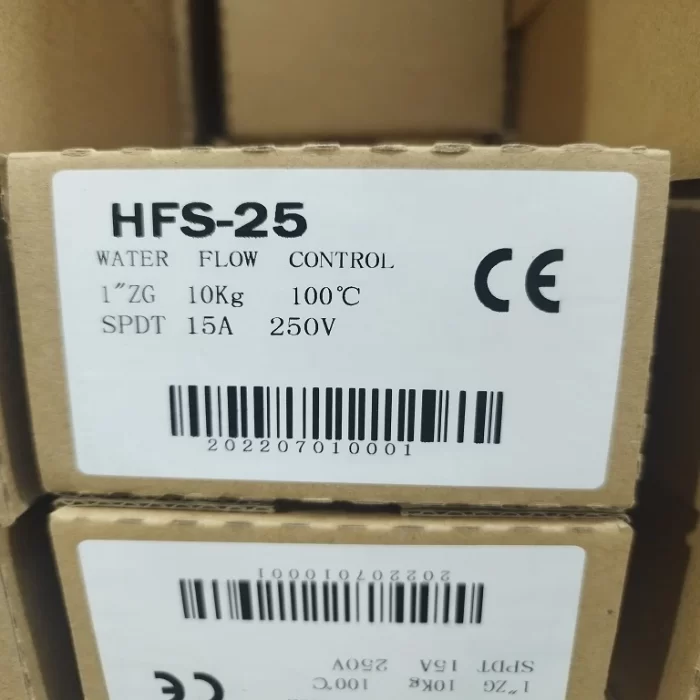 HFS-25
WATER FLOW CONTROL
1"ZG 10Kg 100℃
SPDT 15A 250V
CE
202207010001
202207010001
SPDT 15A 250V
1"ZG 10Kg 100℃
CE